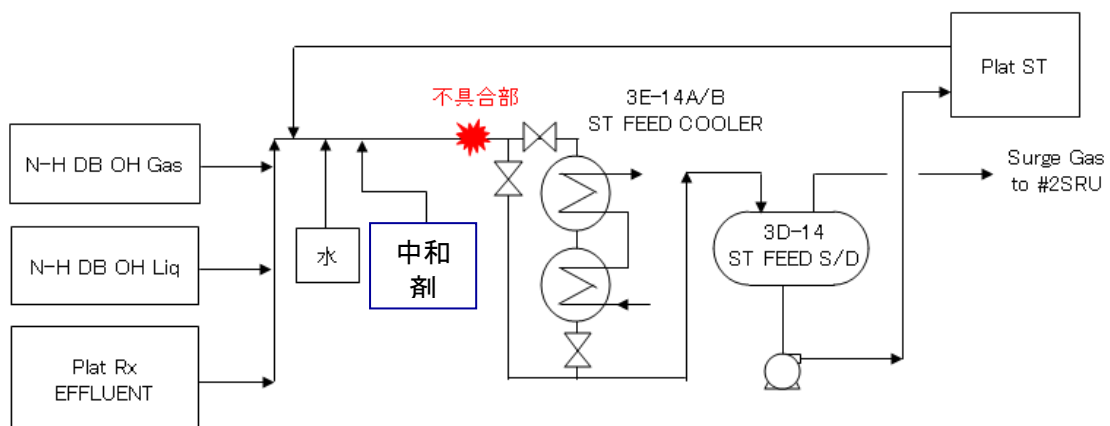 Plat ST
不具合部
3E-14A/B
ST FEED COOLER
N-H DB OH Gas
Surge Gas
to #2SRU
水
中和
剤
3D-14
ST FEED S/D
N-H DB OH Liq
Plat Rx
EFFLUENT